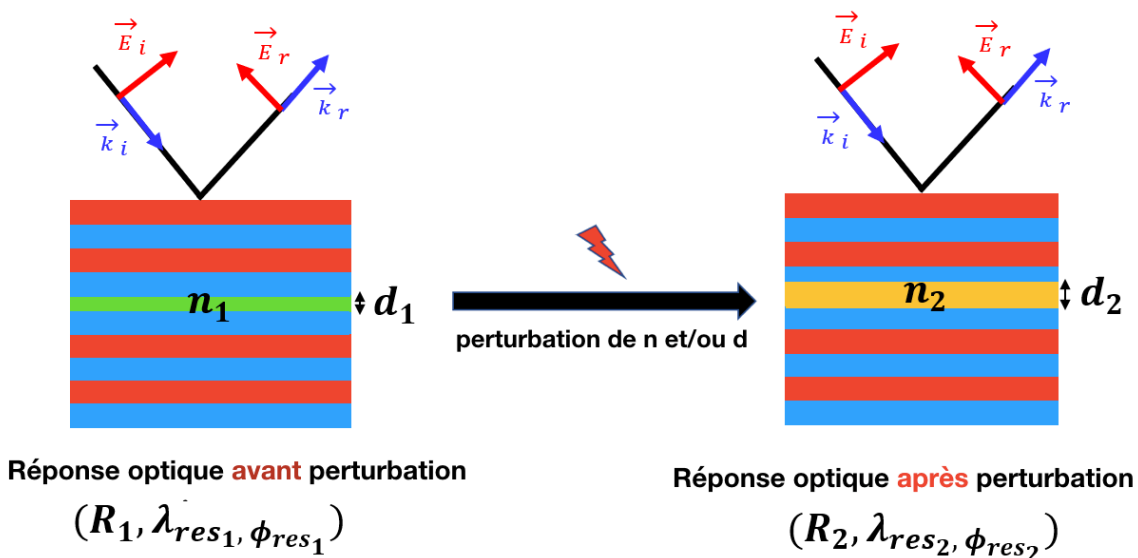 E i
E r
k i
k r
n1
d1
perturbation de n et/ou d
Réponse optique avant perturbation
(R1, λres1, ϕres1)
E i
E r
k i
k r
n2
d2
Réponse optique après perturbation
(R2, λres2, ϕres2)